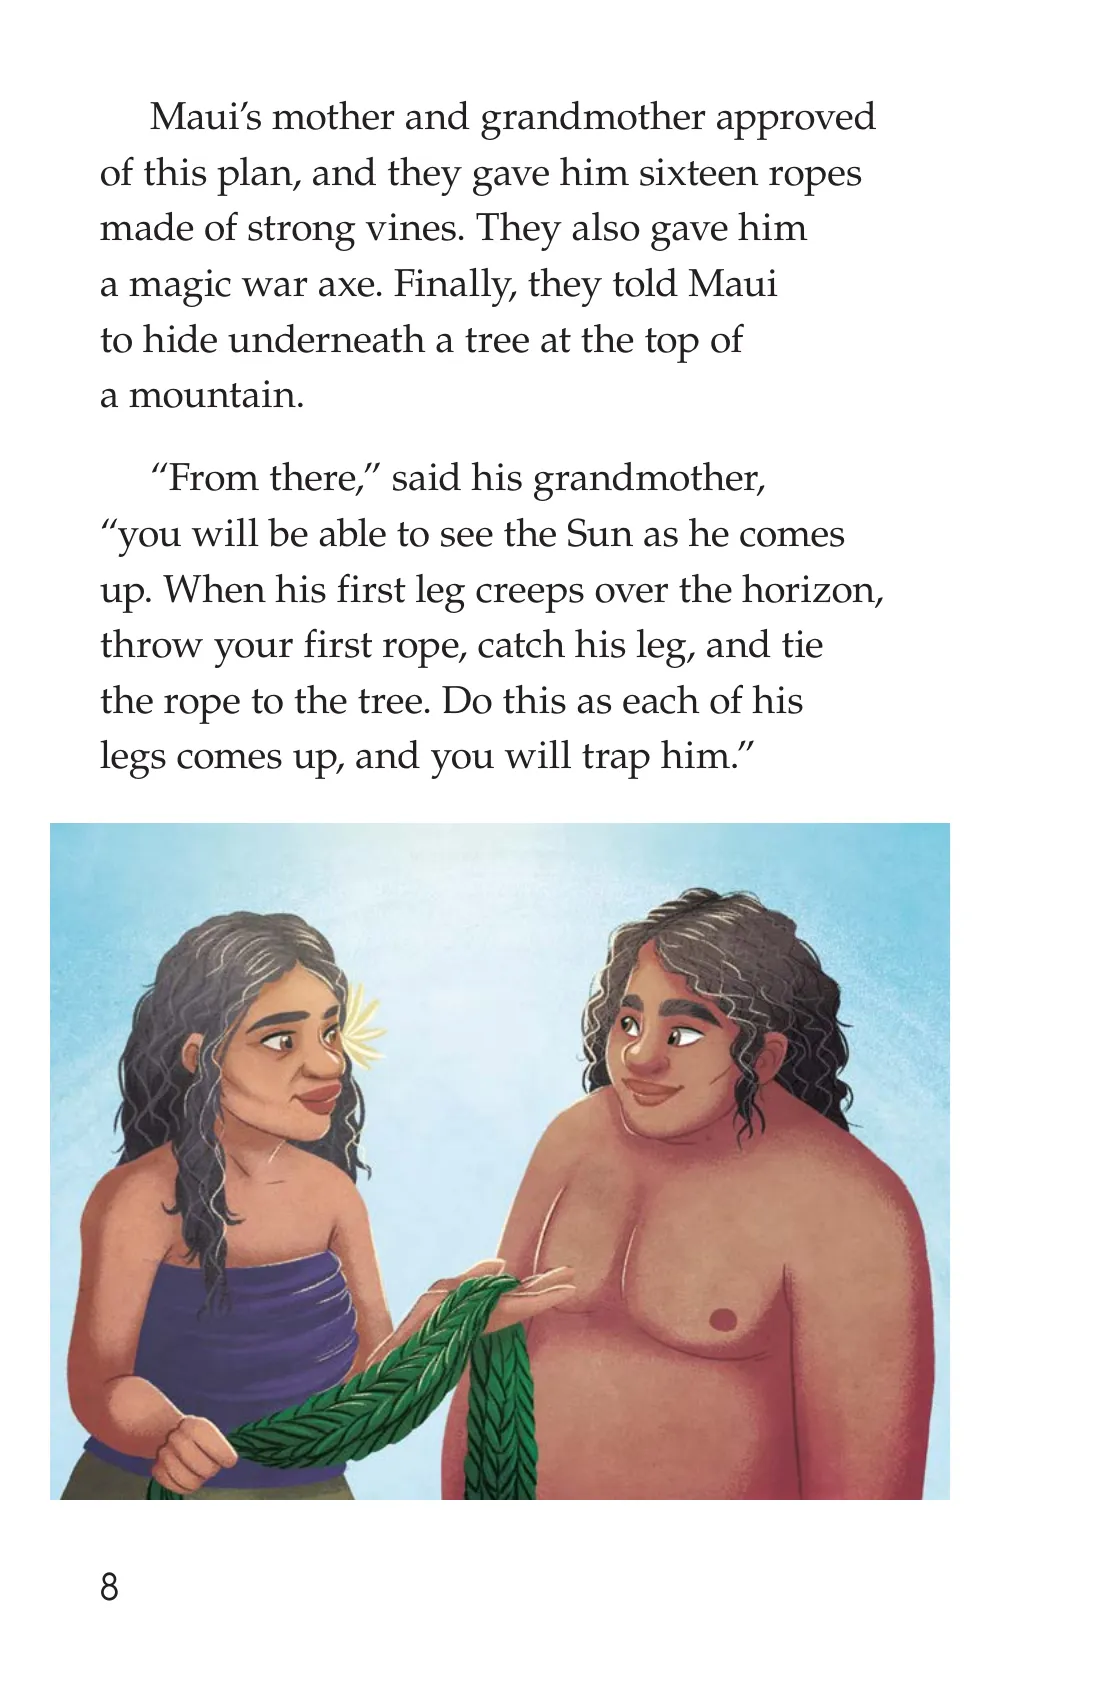 Maui’s mother and grandmother approved
of this plan, and they gave him sixteen ropes
made of strong vines. They also gave him
a magic war axe. Finally, they told Maui
to hide underneath a tree at the top of
a mountain.
“From there,” said his grandmother,
“you will be able to see the Sun as he comes
up. When his first leg creeps over the horizon,
throw your first rope, catch his leg, and tie
the rope to the tree. Do this as each of his
legs comes up, and you will trap him.”
8